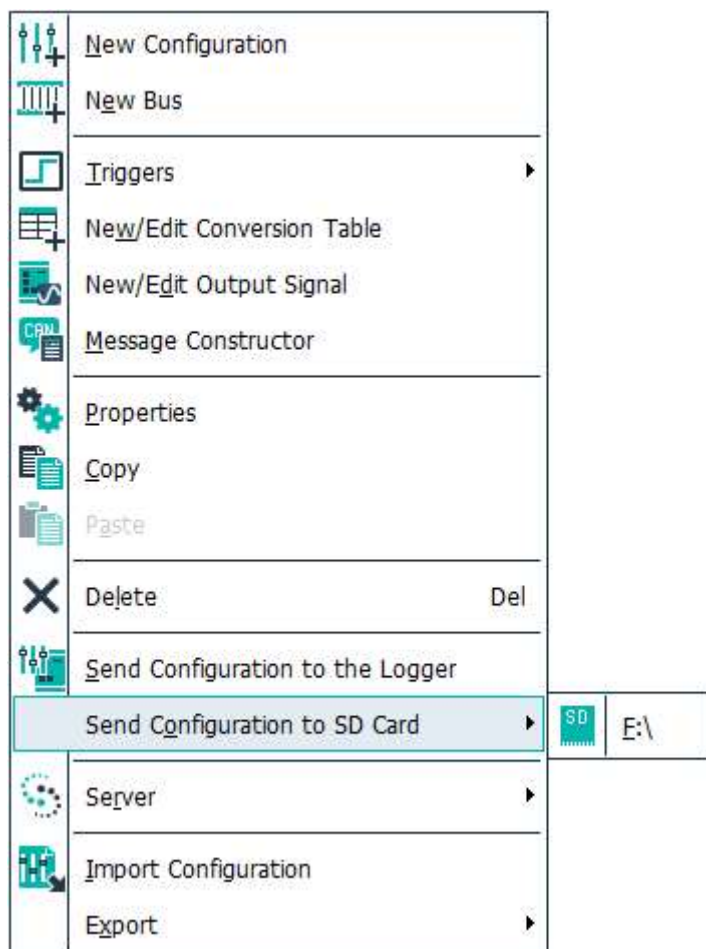 New Configuration
New Bus
Triggers
New/Edit Conversion Table
New/Edit Output Signal
CAN
Message Constructor
Properties
Copy
Paste
Delete Del
Send Configuration to the Logger
Send Configuration to SD Card
SD E:\
Server
Import Configuration
Export